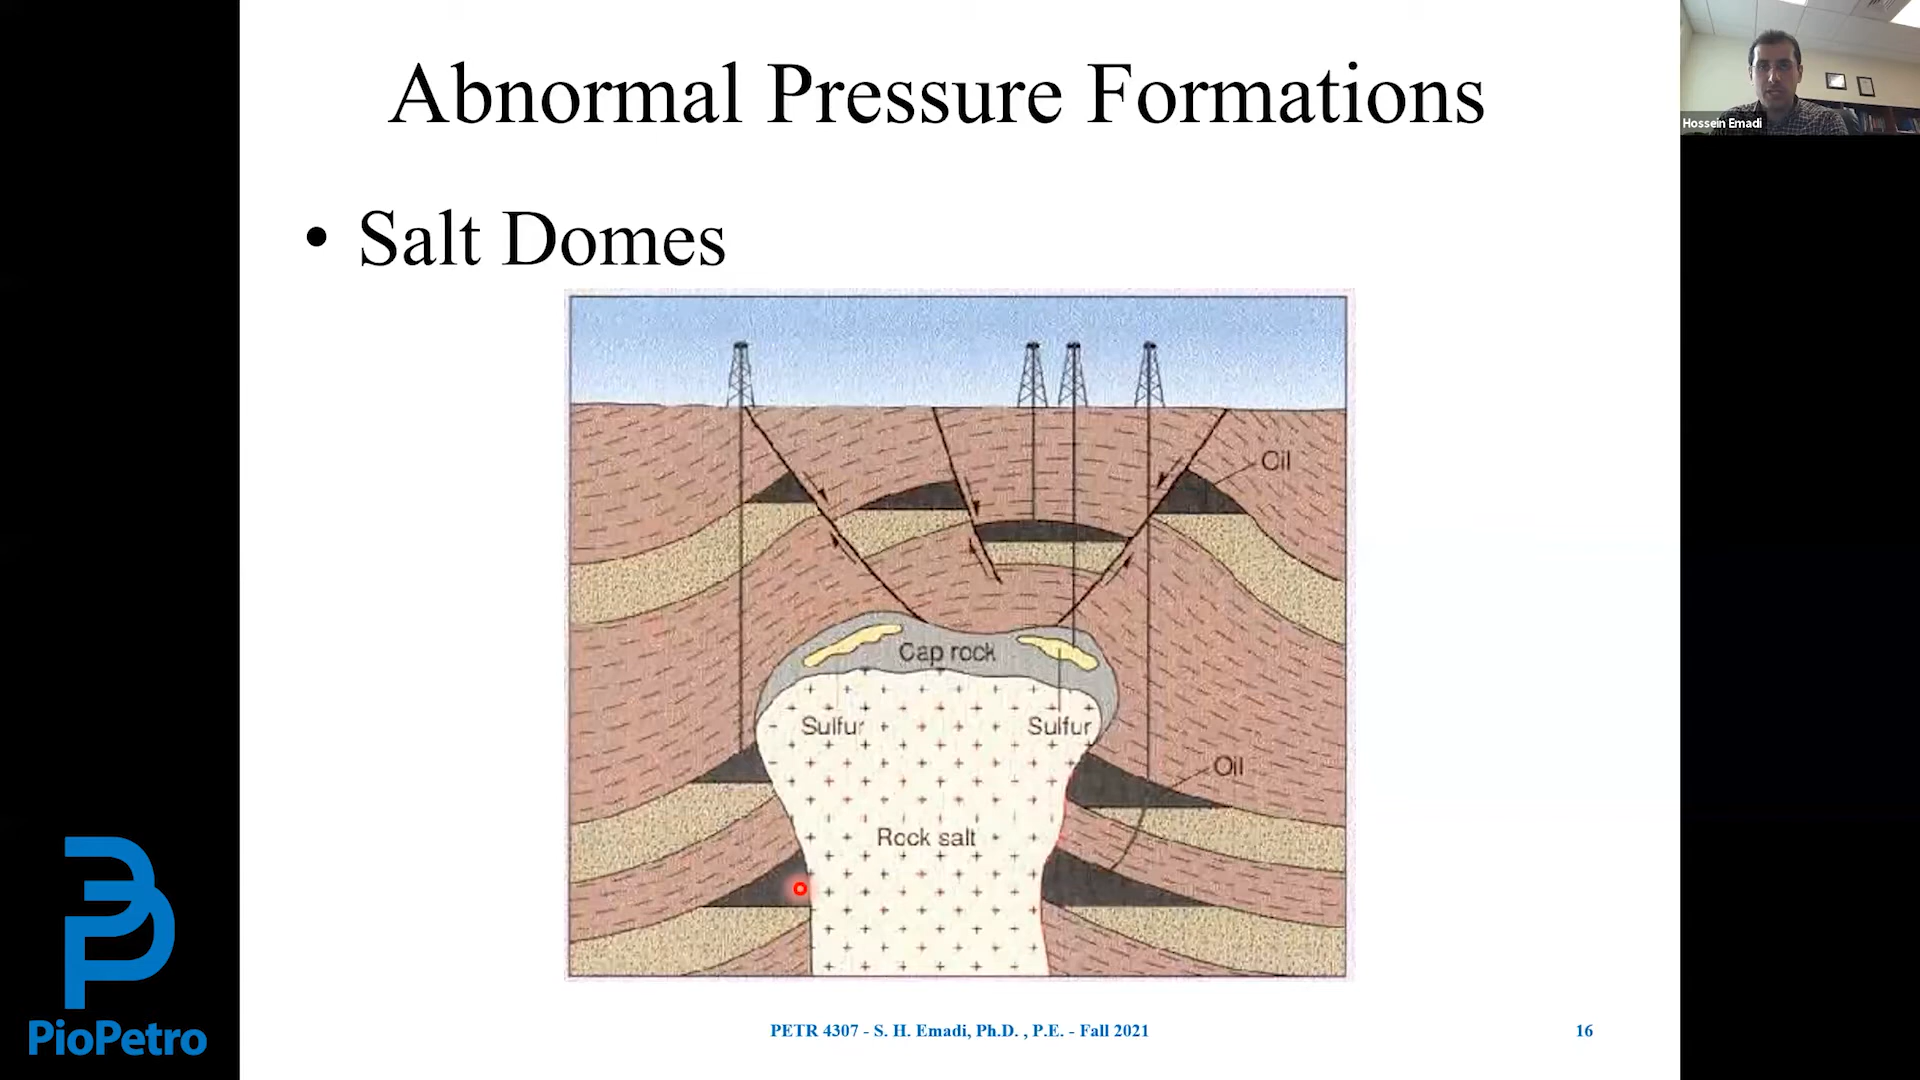 Abnormal Pressure Formations
Hossein Emadi
• Salt Domes
Oil
Cap rock
Sulfur
Sulfur
Oil
Rock salt
PioPetro
PETR 4307 - S. H. Emadi, Ph.D. , P.E. - Fall 2021
16